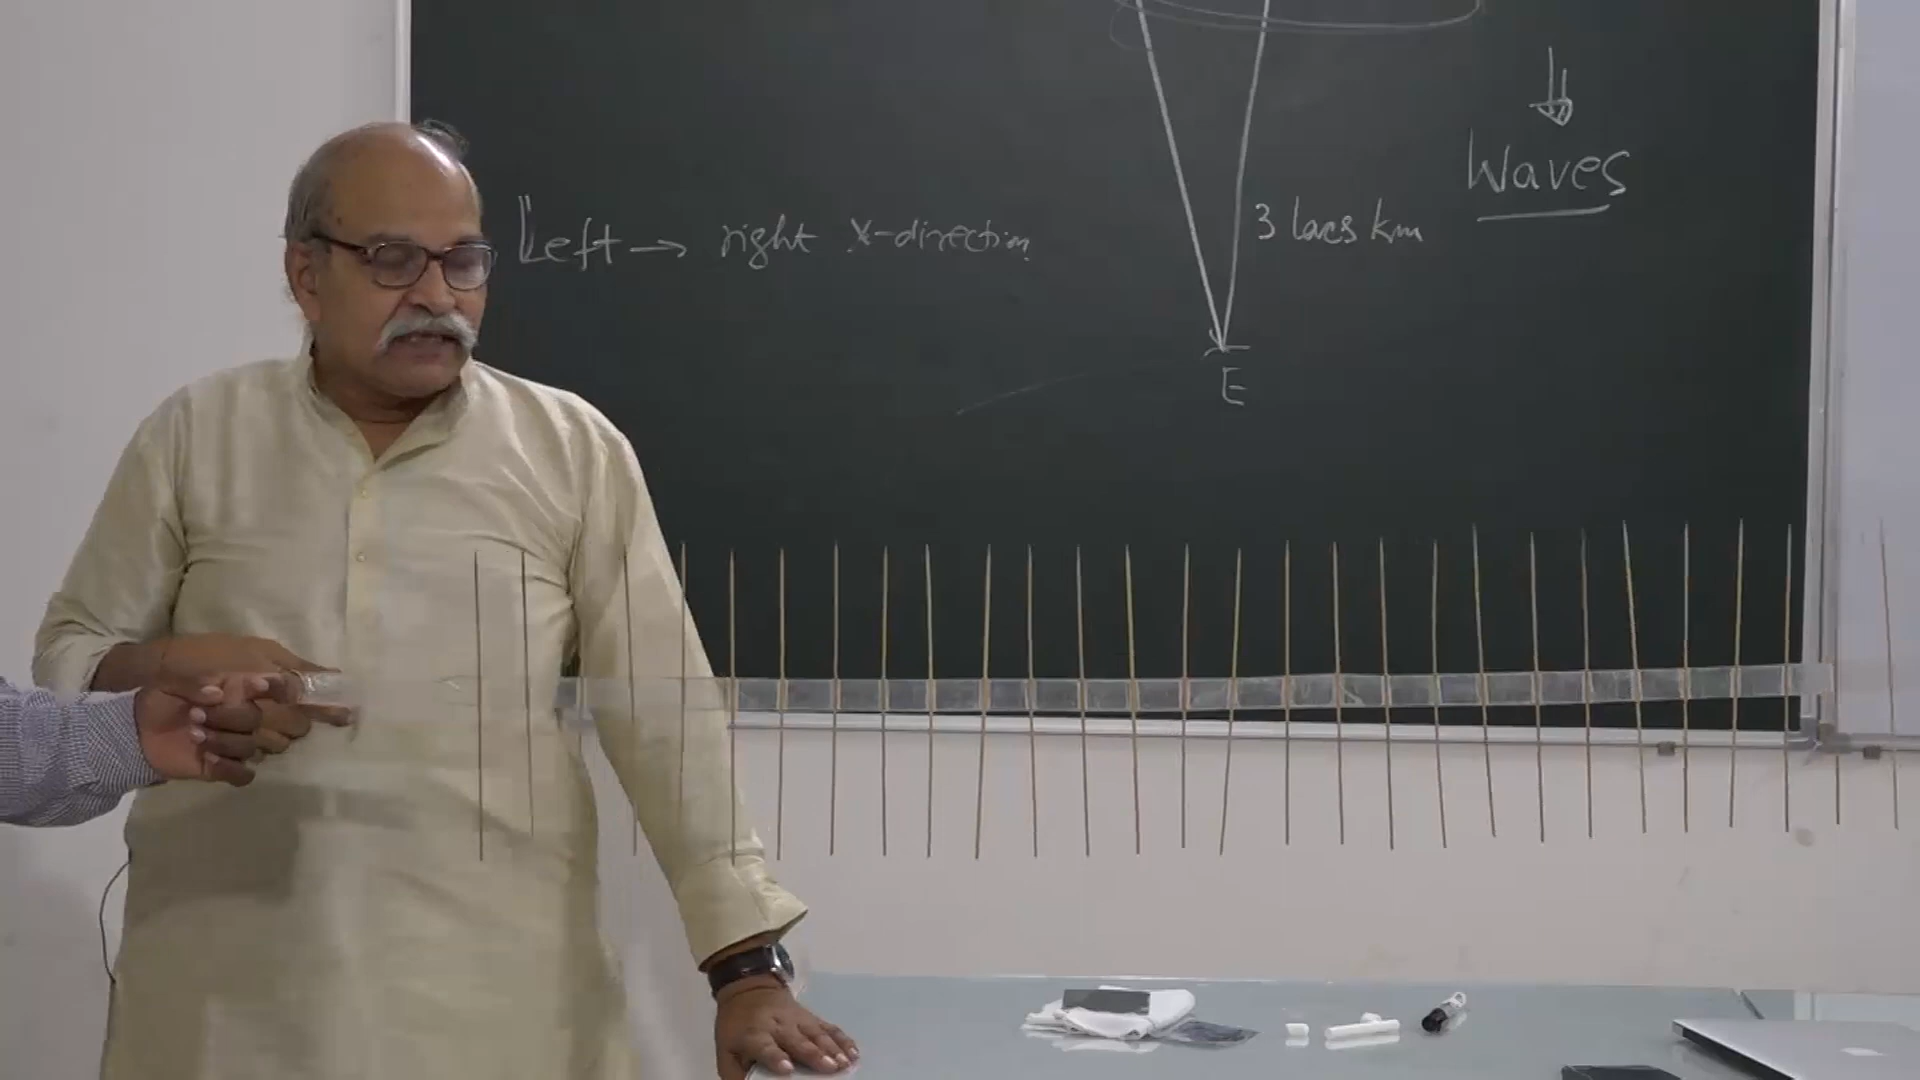 Waves
Left → right X-direction
3 lacs km
E